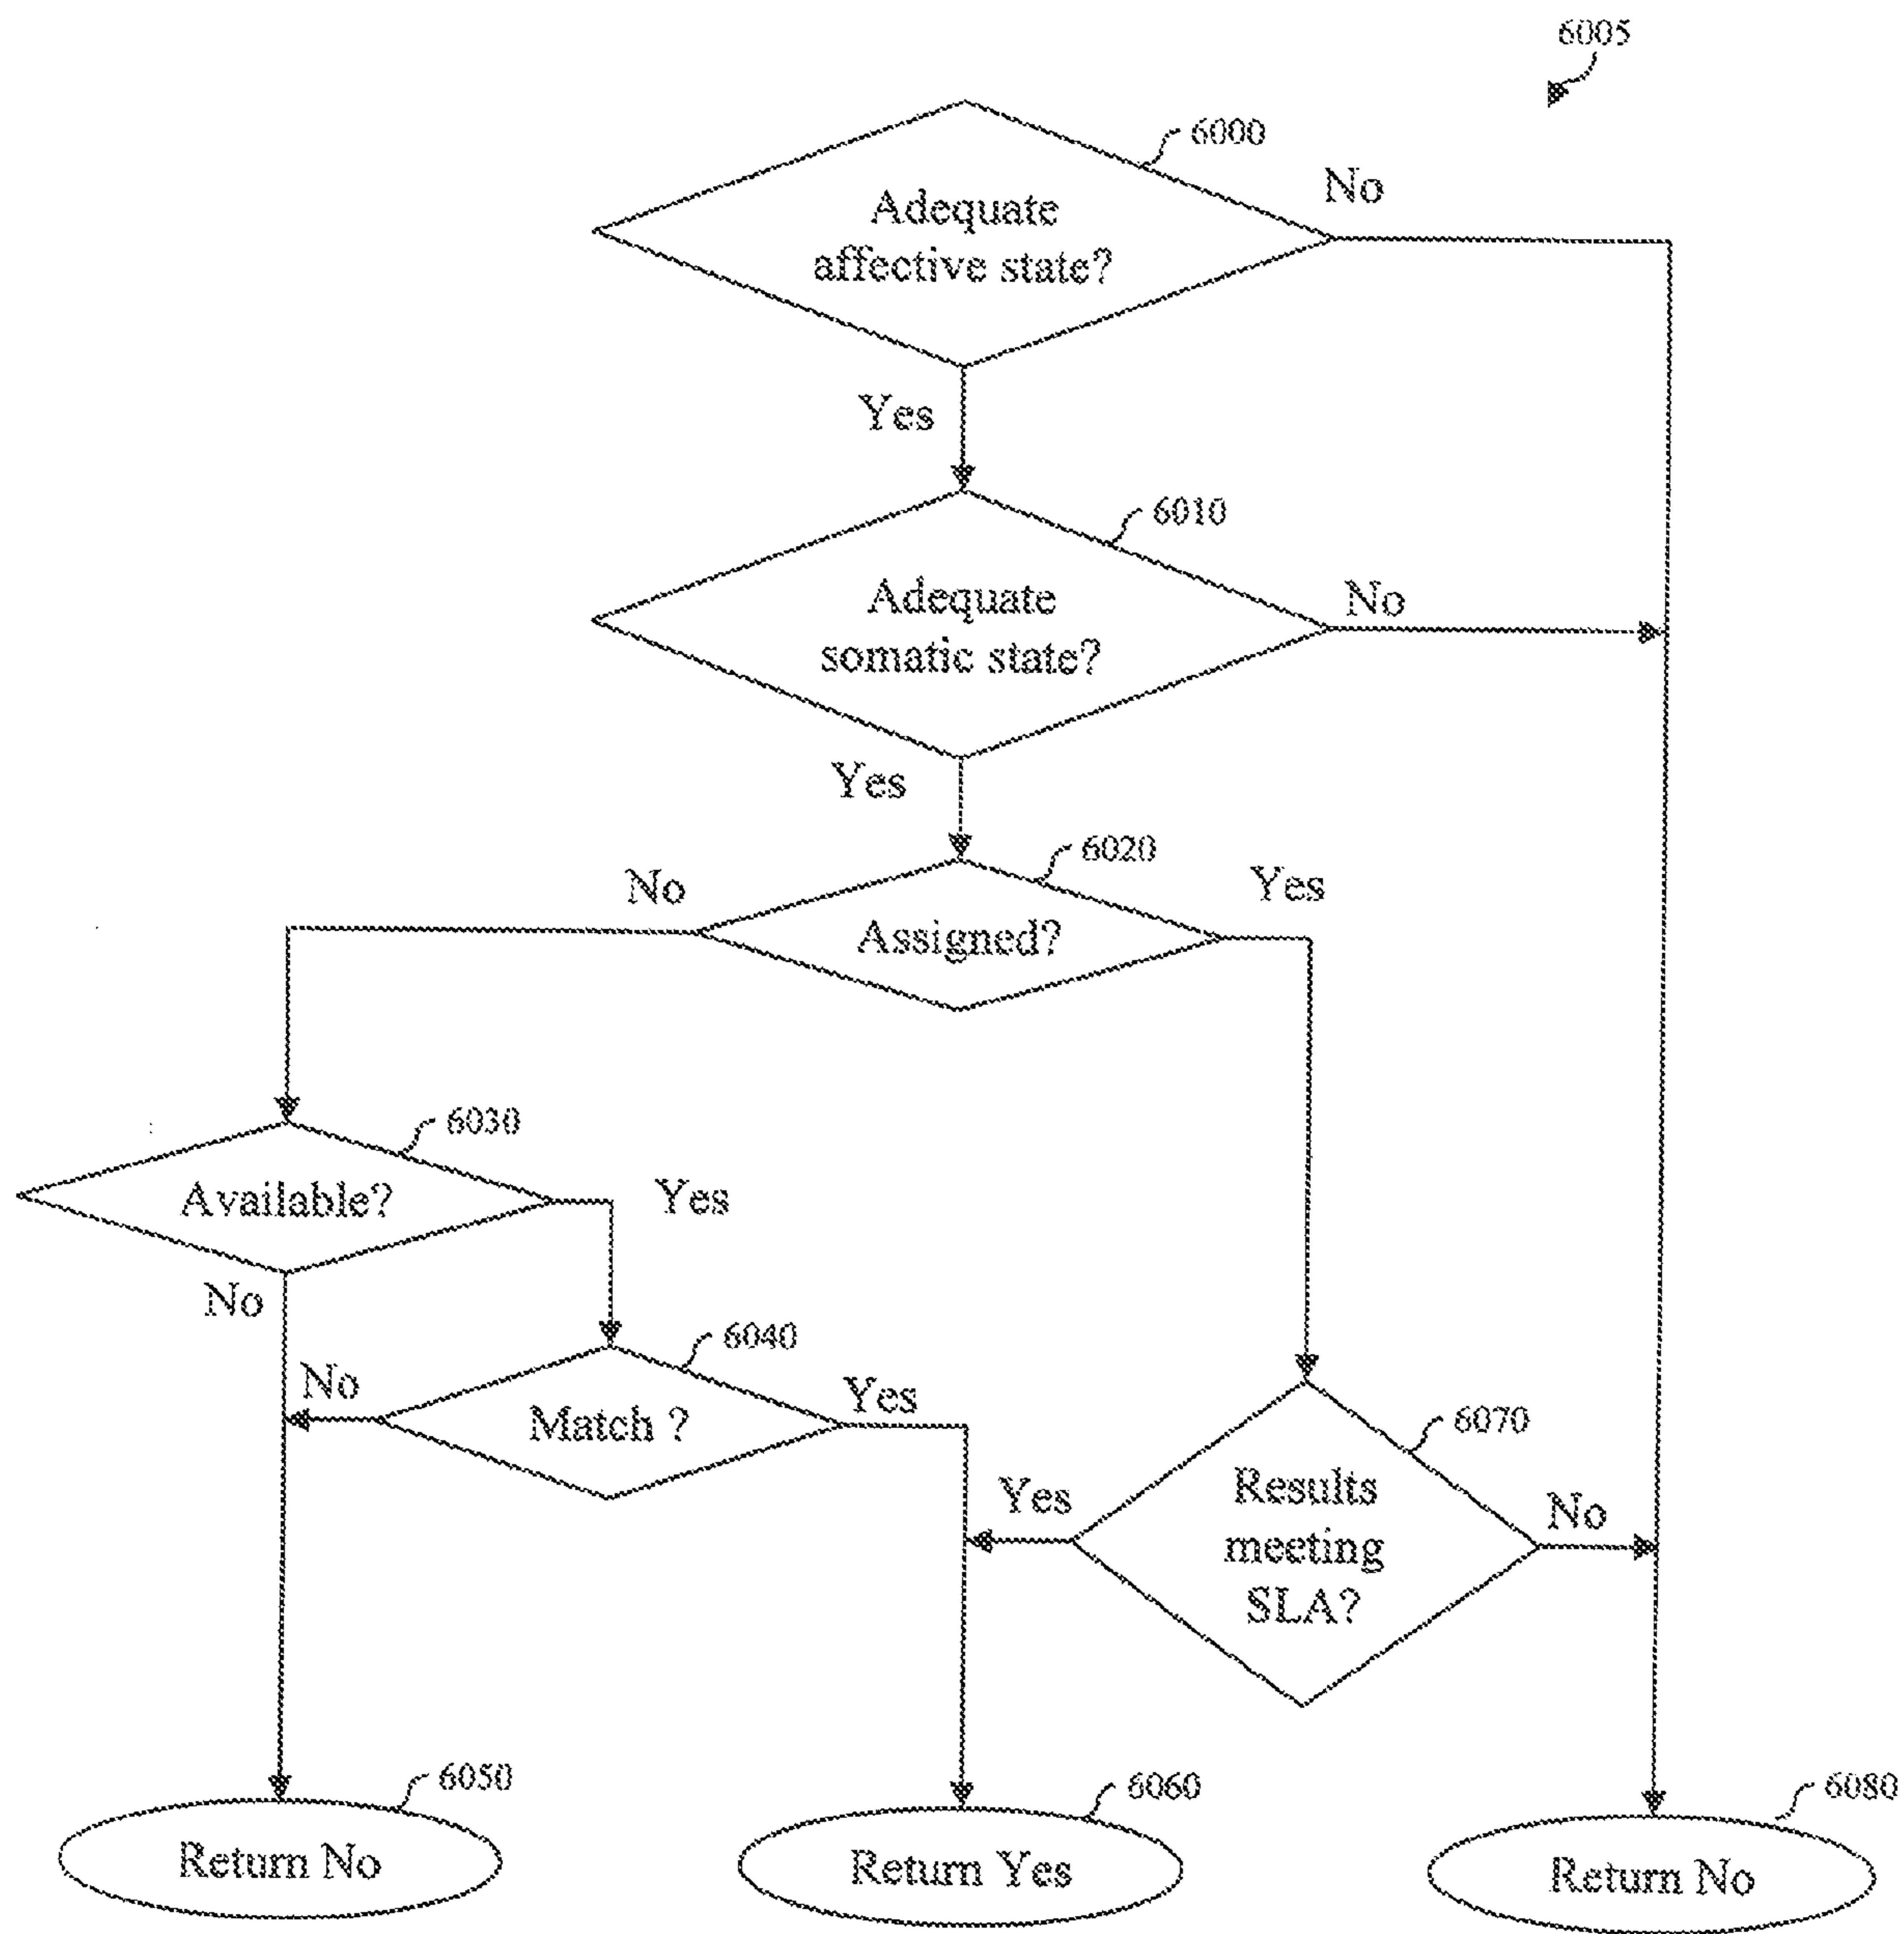 6005
6000
No
Adequate
affective state?
Yes
6010
No
Adequate
somatic state?
Yes
6020
No
Yes
Assigned?
6030
Available?
Yes
No
6040
No
Yes
Match ?
6070
Yes
Results
meeting
SLA?
No
6050
6060
6080
Return No
Return Yes
Return No